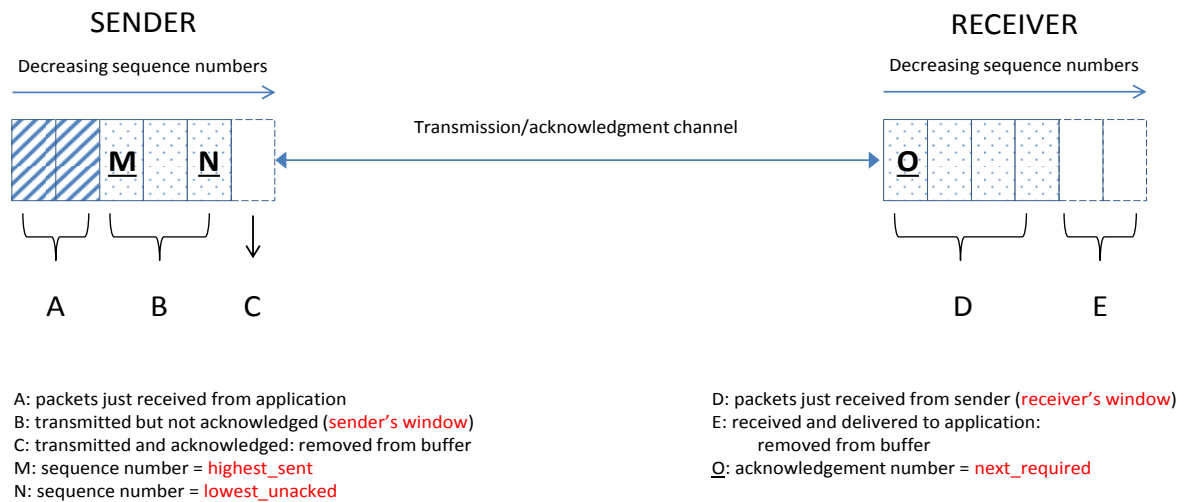 SENDER
RECEIVER
Decreasing sequence numbers
Decreasing sequence numbers
Transmission/acknowledgment channel
M
N
O
A
B
C
D
E
A: packets just received from application
B: transmitted but not acknowledged (sender's window)
C: transmitted and acknowledged: removed from buffer
M: sequence number = highest_sent
N: sequence number = lowest_unacked
D: packets just received from sender (receiver's window)
E: received and delivered to application:
removed from buffer
O: acknowledgement number = next_required